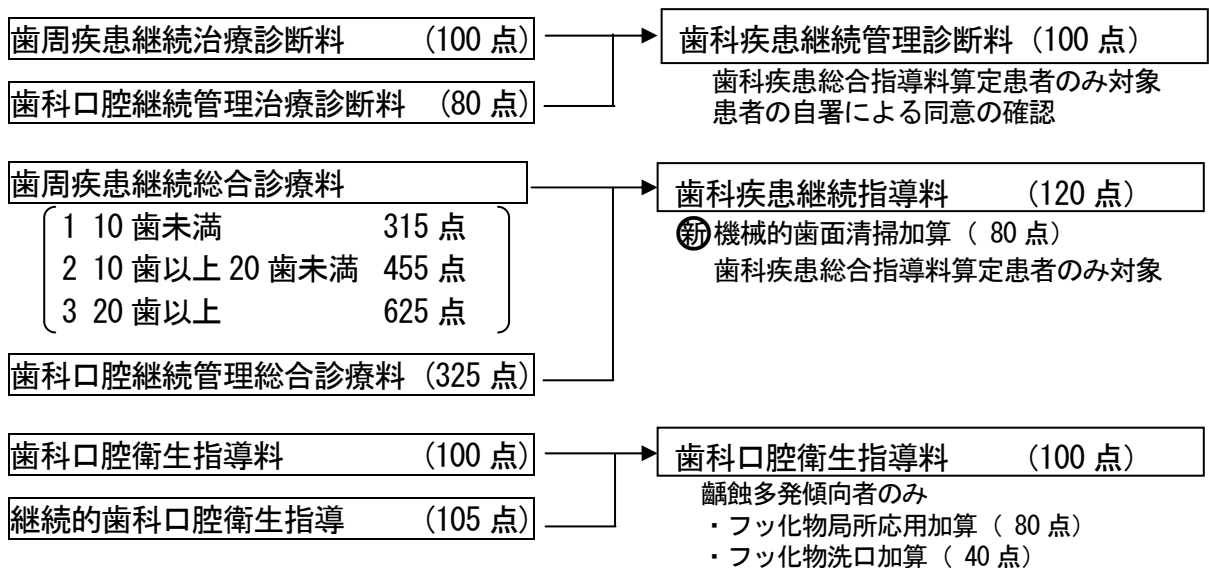 歯周疾患継続治療診断料 (100 点)
歯科口腔継続管理治療診断料 (80 点)
歯科疾患継続管理診断料 (100 点)
歯科疾患総合指導料算定患者のみ対象
患者の自署による同意の確認
歯周疾患継続総合診療料
1 10 歯未満 315 点
2 10 歯以上 20 歯未満 455 点
3 20 歯以上 625 点
歯科口腔継続管理総合診療料 (325 点)
歯科疾患継続指導料 (120 点)
新 機械的歯面清掃加算 ( 80 点)
歯科疾患総合指導料算定患者のみ対象
歯科口腔衛生指導料 (100 点)
継続的歯科口腔衛生指導 (105 点)
歯科口腔衛生指導料 (100 点)
齲蝕多発傾向者のみ
・フッ化物局所応用加算 ( 80 点)
・フッ化物洗口加算 ( 40 点)